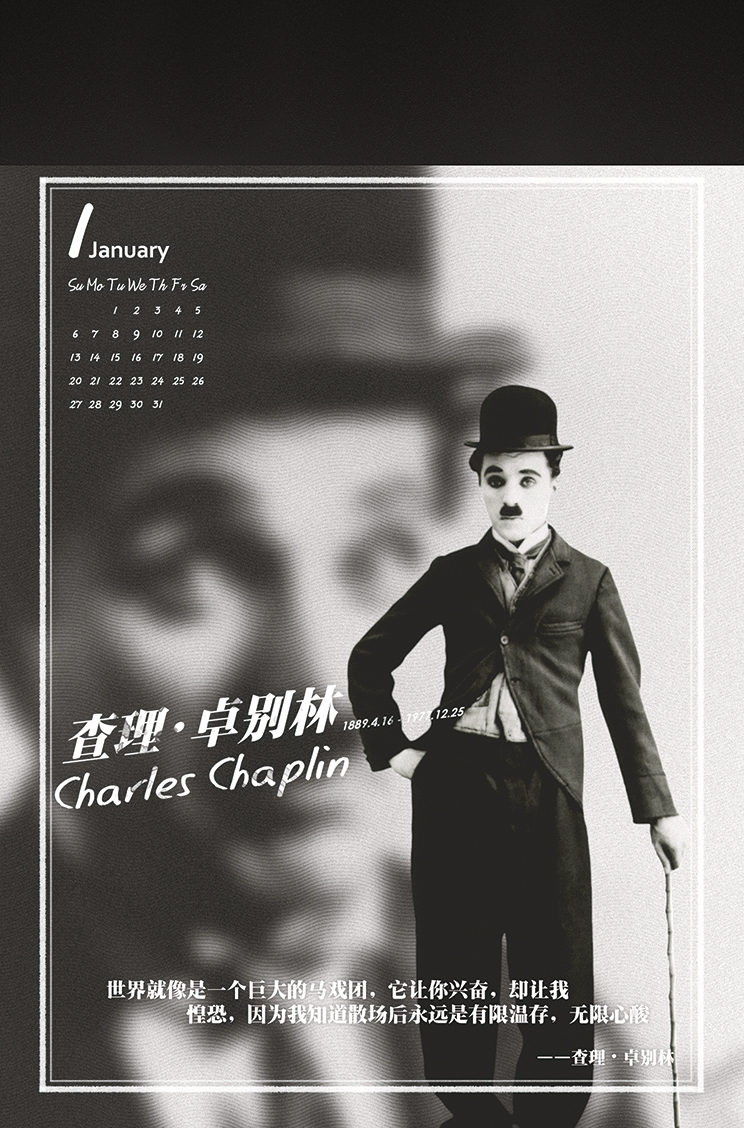 1 January
Su Mo Tu We Th Fr Sa
1 2 3 4 5
6 7 8 9 10 11 12
13 14 15 16 17 18 19
20 21 22 23 24 25 26
27 28 29 30 31
查理·卓别林 1889.4.16 - 1977.12.25
Charles Chaplin
世界就像是一个巨大的马戏团，它让你兴奋，却让我
惶恐，因为我知道散场后永远是有限温存，无限心酸
——查理·卓别林